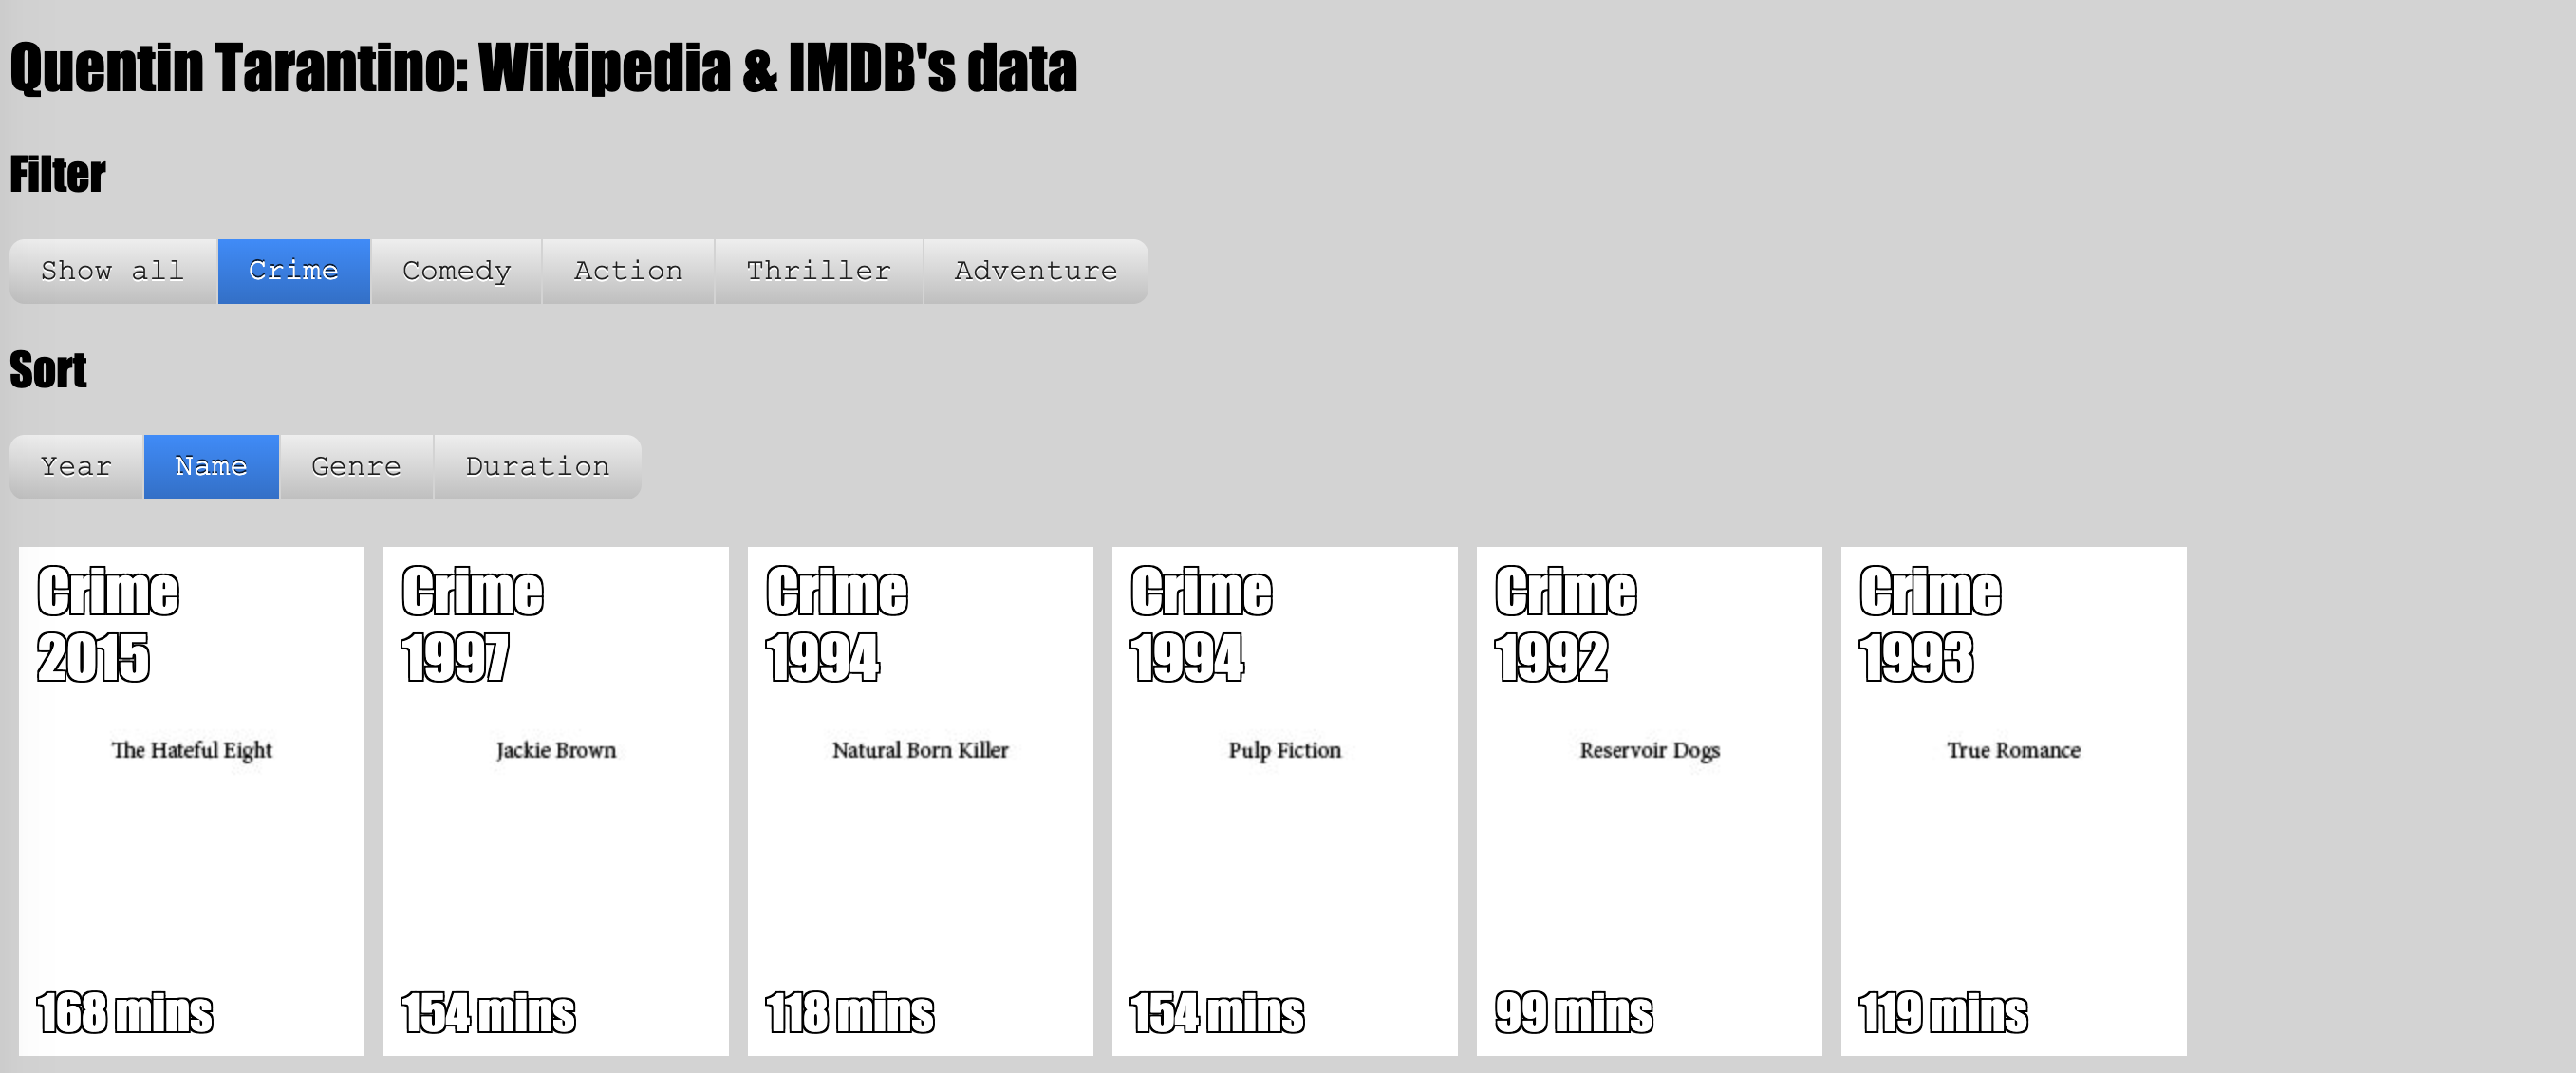 Quentin Tarantino: Wikipedia & IMDB's data
Filter
Show all Crime Comedy Action Thriller Adventure
Sort
Year Name Genre Duration
Crime
2015
The Hateful Eight
168 mins
Crime
1997
Jackie Brown
154 mins
Crime
1994
Natural Born Killer
118 mins
Crime
1994
Pulp Fiction
154 mins
Crime
1992
Reservoir Dogs
99 mins
Crime
1993
True Romance
119 mins